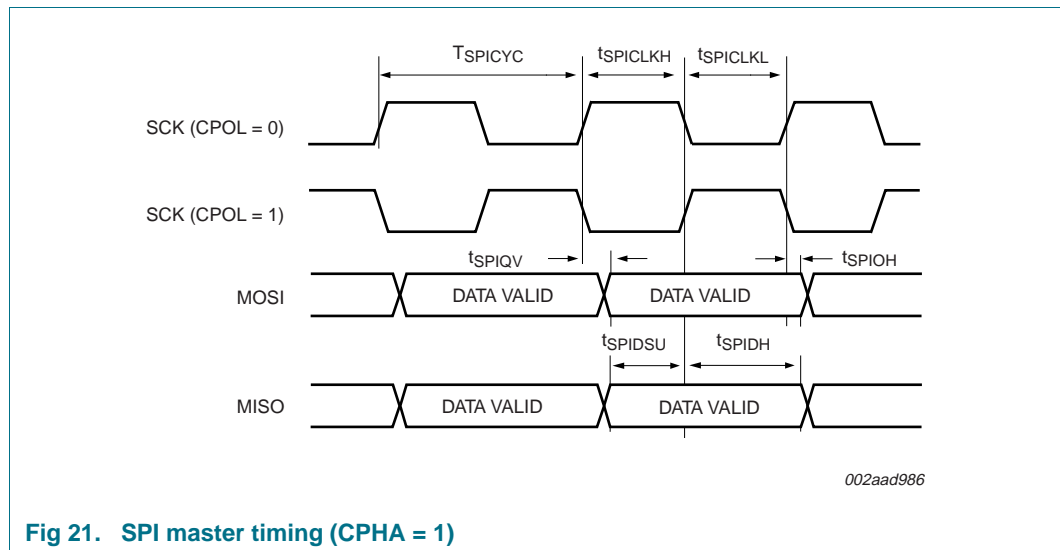 TSPICYC tSPICLKH tSPICLKL
SCK (CPOL = 0)
SCK (CPOL = 1)
tSPIQV tSPIOH
MOSI DATA VALID DATA VALID
tSPIDSU tSPIDH
MISO DATA VALID DATA VALID
002aad986
Fig 21. SPI master timing (CPHA = 1)